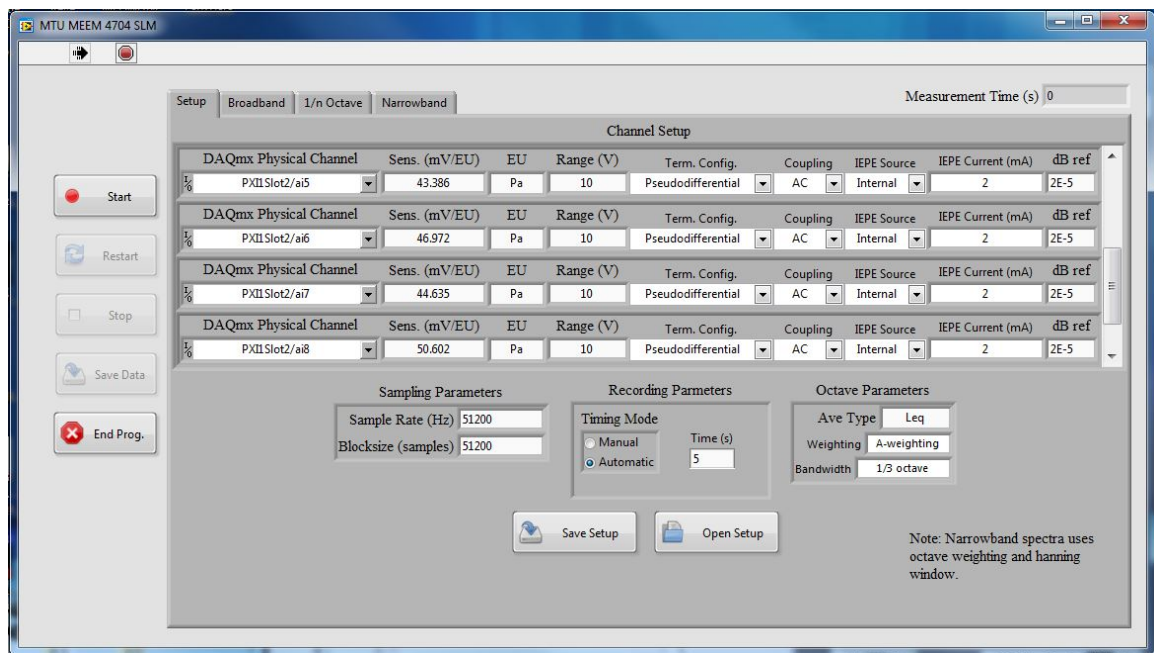 MTU MEEM 4704 SLM
Setup Broadband 1/n Octave Narrowband
Measurement Time (s) 0
Channel Setup
DAQmx Physical Channel Sens. (mV/EU) EU Range (V) Term. Config. Coupling IEPE Source IEPE Current (mA) dB ref
PXI1Slot2/ai5 43.386 Pa 10 Pseudodifferential AC Internal 2 2E-5
DAQmx Physical Channel Sens. (mV/EU) EU Range (V) Term. Config. Coupling IEPE Source IEPE Current (mA) dB ref
PXI1Slot2/ai6 46.972 Pa 10 Pseudodifferential AC Internal 2 2E-5
DAQmx Physical Channel Sens. (mV/EU) EU Range (V) Term. Config. Coupling IEPE Source IEPE Current (mA) dB ref
PXI1Slot2/ai7 44.635 Pa 10 Pseudodifferential AC Internal 2 2E-5
DAQmx Physical Channel Sens. (mV/EU) EU Range (V) Term. Config. Coupling IEPE Source IEPE Current (mA) dB ref
PXI1Slot2/ai8 50.602 Pa 10 Pseudodifferential AC Internal 2 2E-5
Start
Restart
Stop
Save Data
End Prog.
Sampling Parameters
Sample Rate (Hz) 51200
Blocksize (samples) 51200
Recording Parmeters
Timing Mode
Manual
Automatic
Time (s)
5
Octave Parameters
Ave Type Leq
Weighting A-weighting
Bandwidth 1/3 octave
Save Setup Open Setup
Note: Narrowband spectra uses
octave weighting and hanning
window.